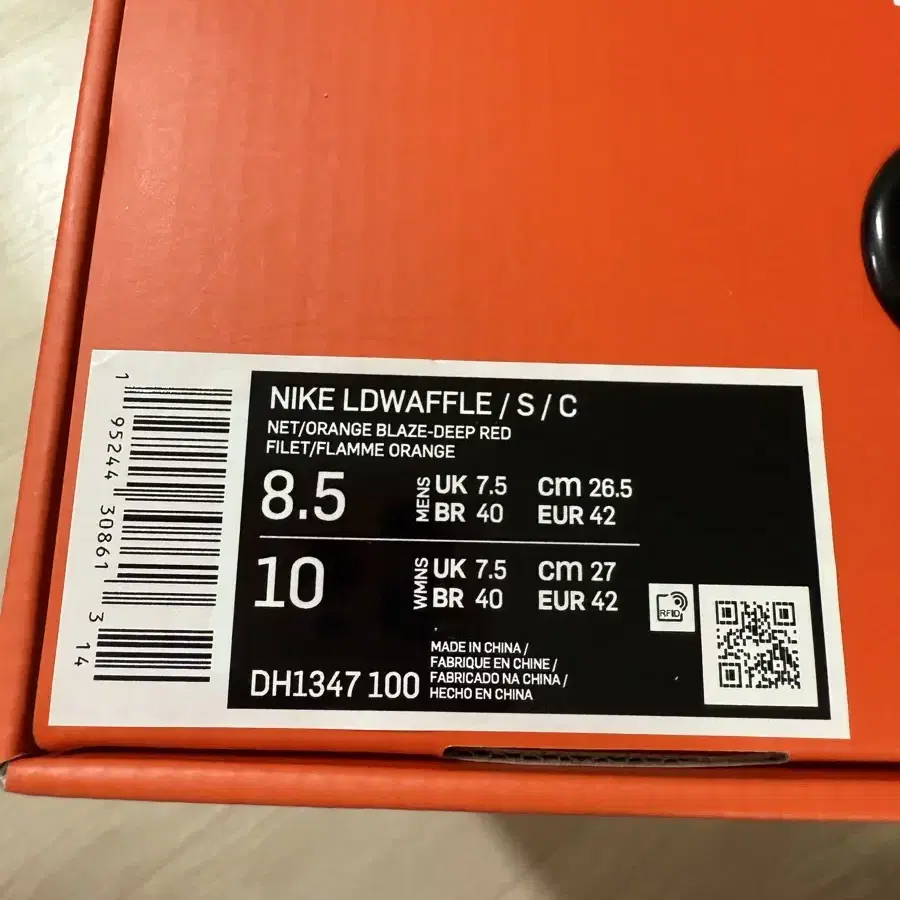 NIKE LDWAFFLE / S / C
NET/ORANGE BLAZE-DEEP RED
FILET/FLAMME ORANGE
8.5 MENS UK 7.5 cm 26.5
BR 40 EUR 42
10 WMNS UK 7.5 cm 27
BR 40 EUR 42
RFID
MADE IN CHINA /
FABRIQUE EN CHINE /
FABRICADO NA CHINA /
HECHO EN CHINA
DH1347 100
1 95244 30861 3 14